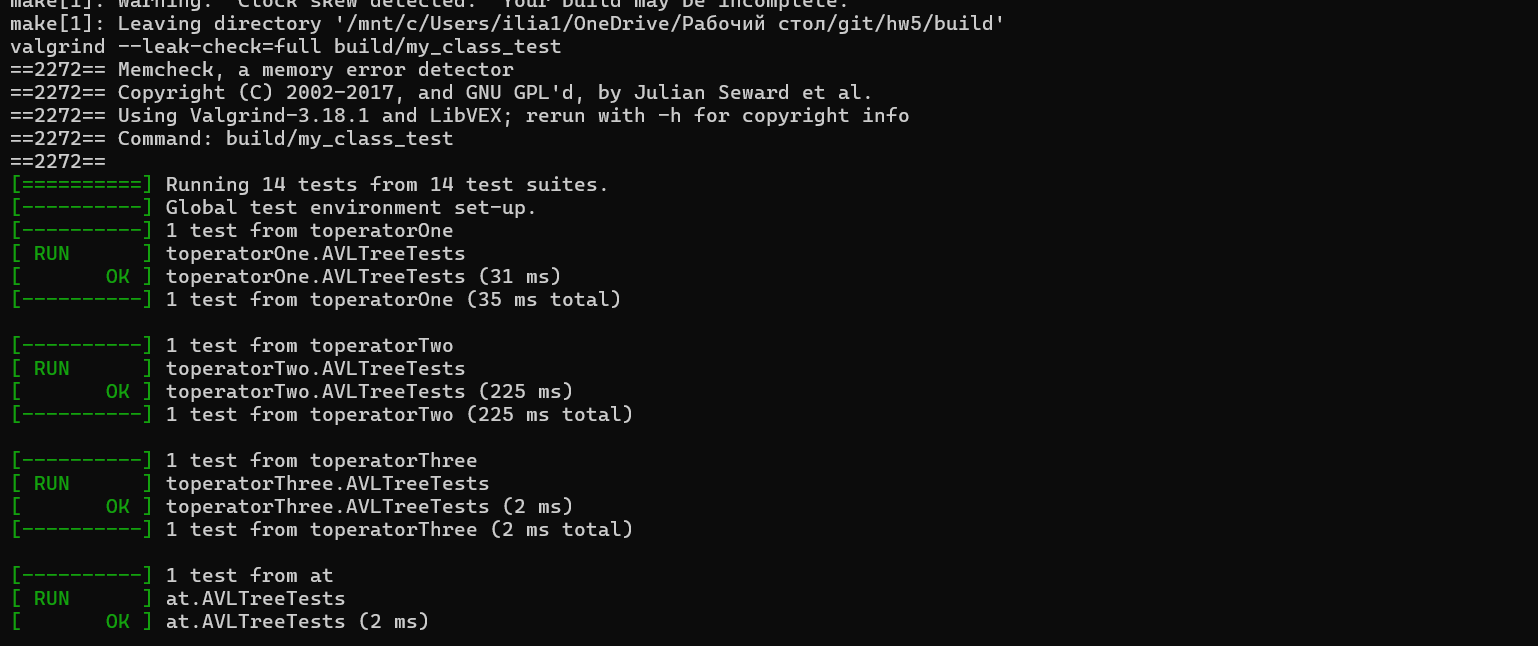 make[1]: Warning:  Clock skew detected.  Your build may be incomplete.
make[1]: Leaving directory '/mnt/c/Users/ilia1/OneDrive/Рабочий стол/git/hw5/build'
valgrind --leak-check=full build/my_class_test
==2272== Memcheck, a memory error detector
==2272== Copyright (C) 2002-2017, and GNU GPL'd, by Julian Seward et al.
==2272== Using Valgrind-3.18.1 and LibVEX; rerun with -h for copyright info
==2272== Command: build/my_class_test
==2272==
[==========] Running 14 tests from 14 test suites.
[----------] Global test environment set-up.
[----------] 1 test from toperatorOne
[ RUN      ] toperatorOne.AVLTreeTests
[       OK ] toperatorOne.AVLTreeTests (31 ms)
[----------] 1 test from toperatorOne (35 ms total)

[----------] 1 test from toperatorTwo
[ RUN      ] toperatorTwo.AVLTreeTests
[       OK ] toperatorTwo.AVLTreeTests (225 ms)
[----------] 1 test from toperatorTwo (225 ms total)

[----------] 1 test from toperatorThree
[ RUN      ] toperatorThree.AVLTreeTests
[       OK ] toperatorThree.AVLTreeTests (2 ms)
[----------] 1 test from toperatorThree (2 ms total)

[----------] 1 test from at
[ RUN      ] at.AVLTreeTests
[       OK ] at.AVLTreeTests (2 ms)